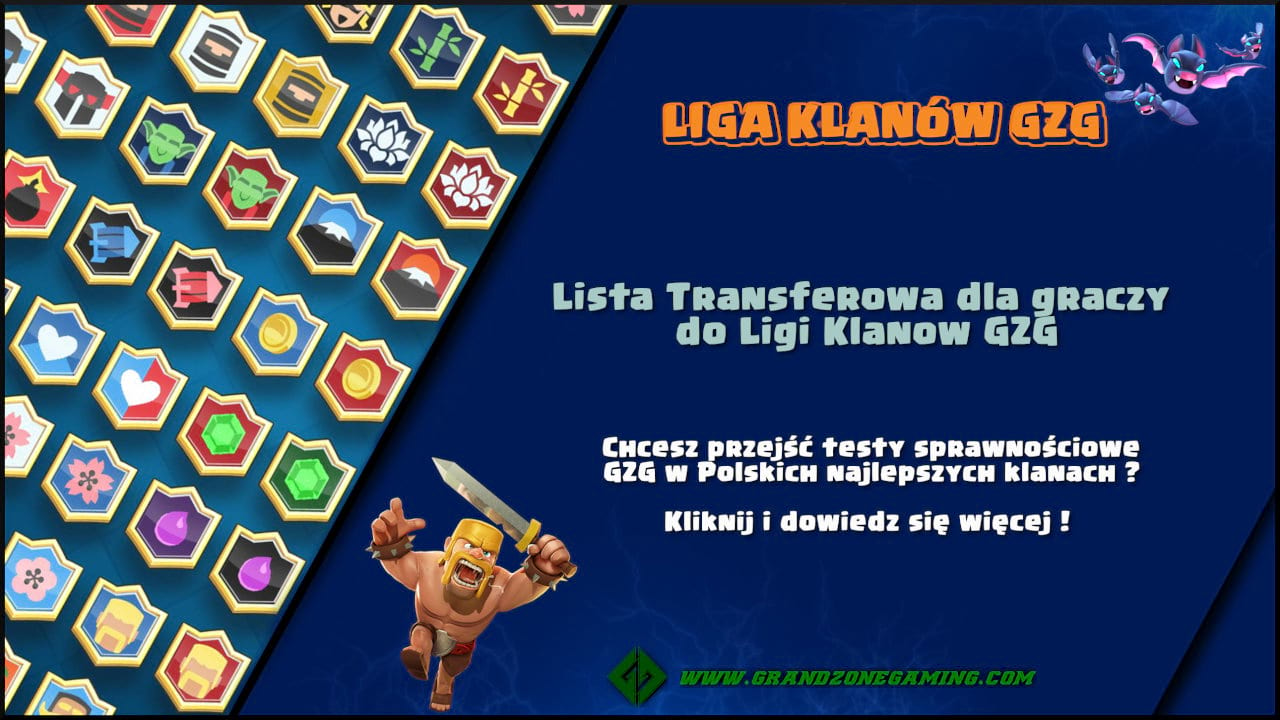 LIGA KLANÓW GZG
Lista Transferowa dla graczy
do Ligi Klanow GZG
Chcesz przejść testy sprawnościowe
GZG w Polskich najlepszych klanach ?
Kliknij i dowiedz się więcej !
WWW.GRANDZONEGAMING.COM